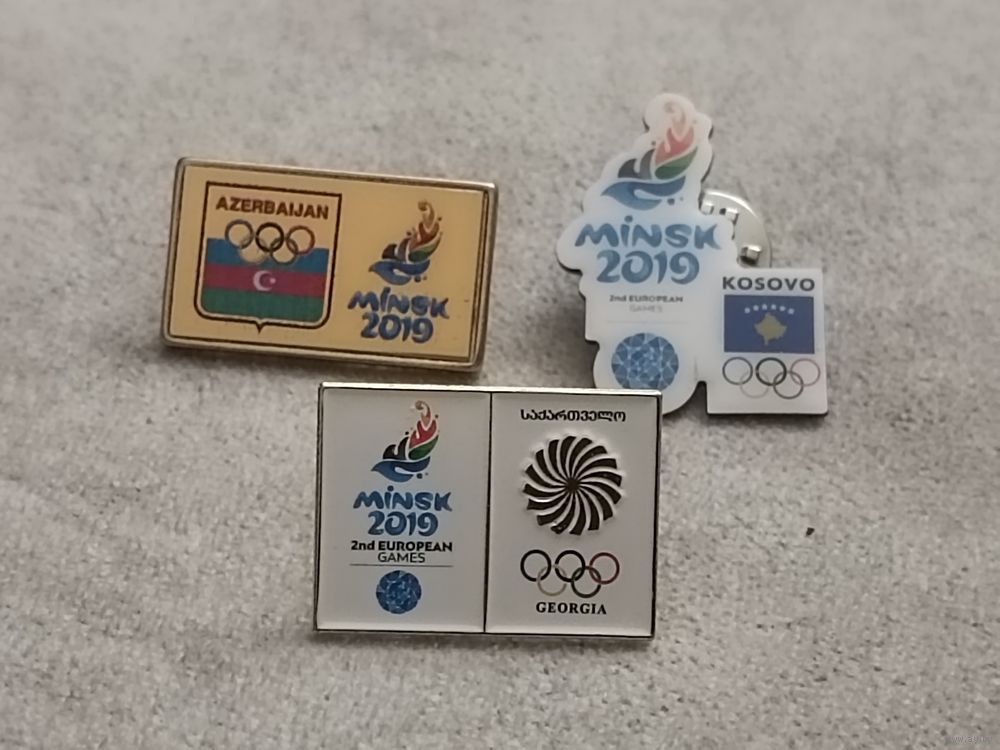 AZERBAIJAN
MINSK
2019
MINSK
2019
2nd EUROPEAN
GAMES
KOSOVO
MINSK
2019
2nd EUROPEAN
GAMES
ᲡᲐᲥᲐᲠᲗᲕᲔᲚᲝ
GEORGIA